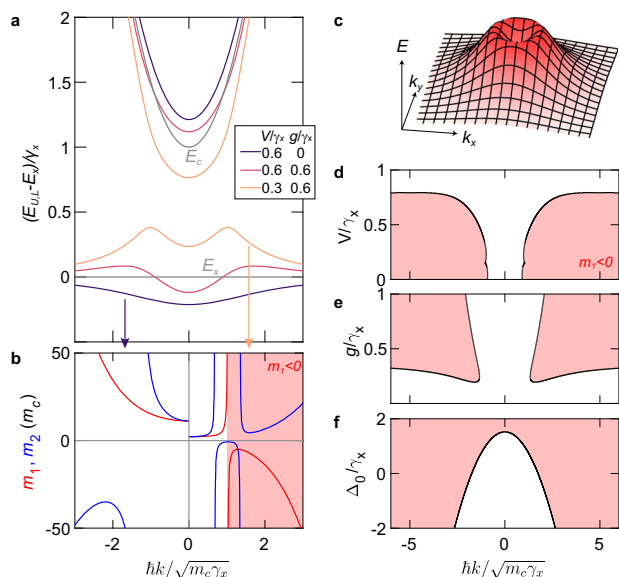 a
2
1.5
1
0.5
0
(E_{U,L}-E_x)/γ_x
V/γ_x g/γ_x
0.6 0
0.6 0.6
0.3 0.6
E_c
E_x
b
50
0
-50
m_1, m_2 (m_c)
m_1<0
-2 0 2
ħk/√m_cγ_x
c
E
k_y
k_x
d
1
0.5
0
V/γ_x
m_1<0
e
1
0.5
g/γ_x
f
2
0
-2
Δ_0/γ_x
-5 0 5
ħk/√m_cγ_x